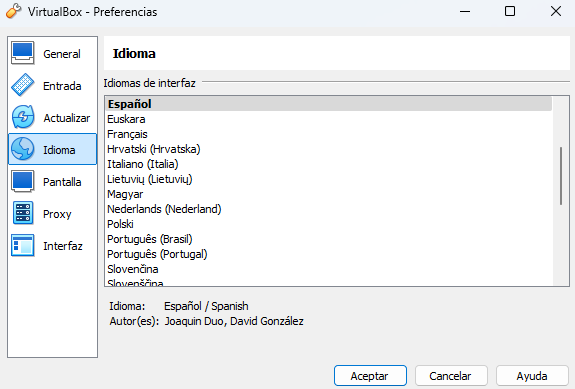 VirtualBox - Preferencias
General
Entrada
Actualizar
Idioma
Pantalla
Proxy
Interfaz
Idioma
Idiomas de interfaz
Español
Euskara
Français
Hrvatski (Hrvatska)
Italiano (Italia)
Lietuvių (Lietuvių)
Magyar
Nederlands (Nederland)
Polski
Português (Brasil)
Português (Portugal)
Slovenčina
Slovenščina
Idioma: Español / Spanish
Autor(es): Joaquin Duo, David González
Aceptar
Cancelar
Ayuda